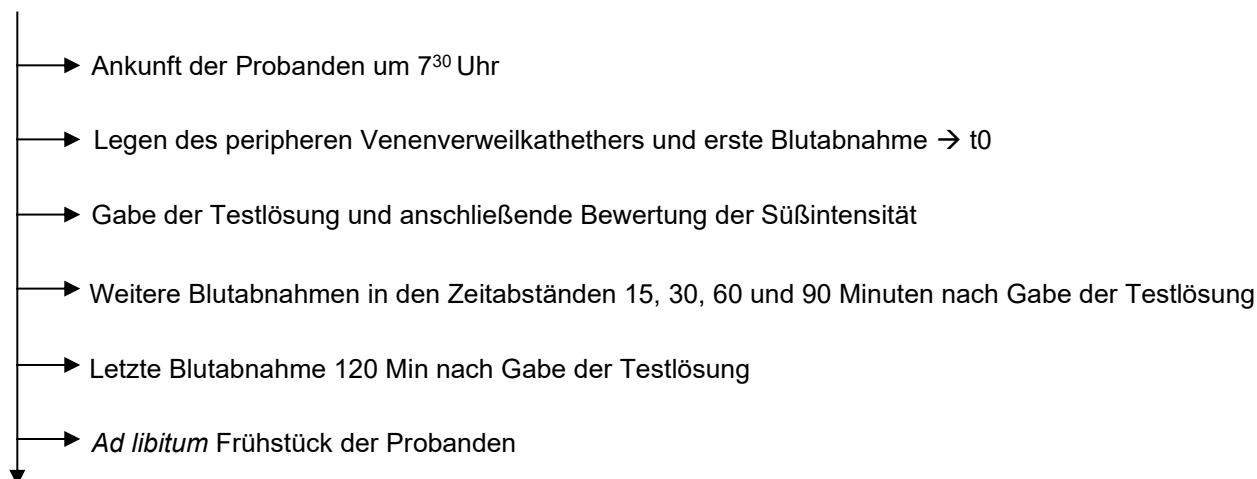 Ankunft der Probanden um 7³⁰ Uhr
Legen des peripheren Venenverweilkathethers und erste Blutabnahme → t0
Gabe der Testlösung und anschließende Bewertung der Süßintensität
Weitere Blutabnahmen in den Zeitabständen 15, 30, 60 und 90 Minuten nach Gabe der Testlösung
Letzte Blutabnahme 120 Min nach Gabe der Testlösung
Ad libitum Frühstück der Probanden